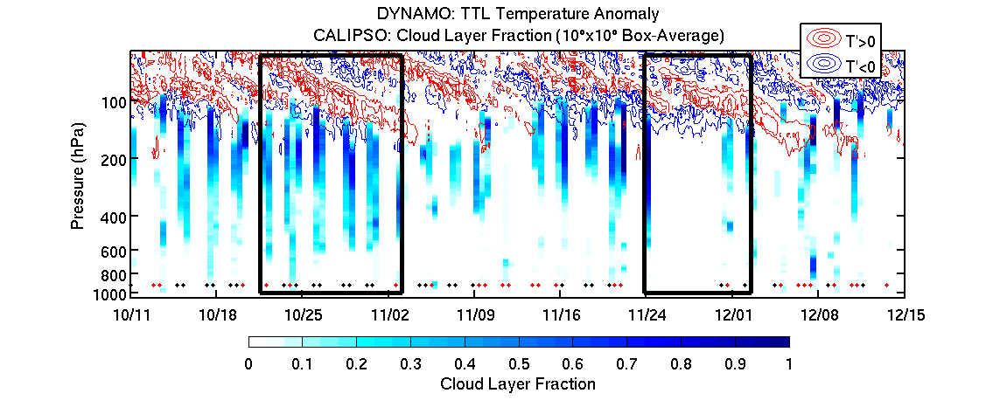 DYNAMO: TTL Temperature Anomaly
CALIPSO: Cloud Layer Fraction (10°x10° Box-Average)
T'>0
T'<0
Pressure (hPa)
100
200
400
600
800
1000
10/11 10/18 10/25 11/02 11/09 11/16 11/24 12/01 12/08 12/15
0 0.1 0.2 0.3 0.4 0.5 0.6 0.7 0.8 0.9 1
Cloud Layer Fraction